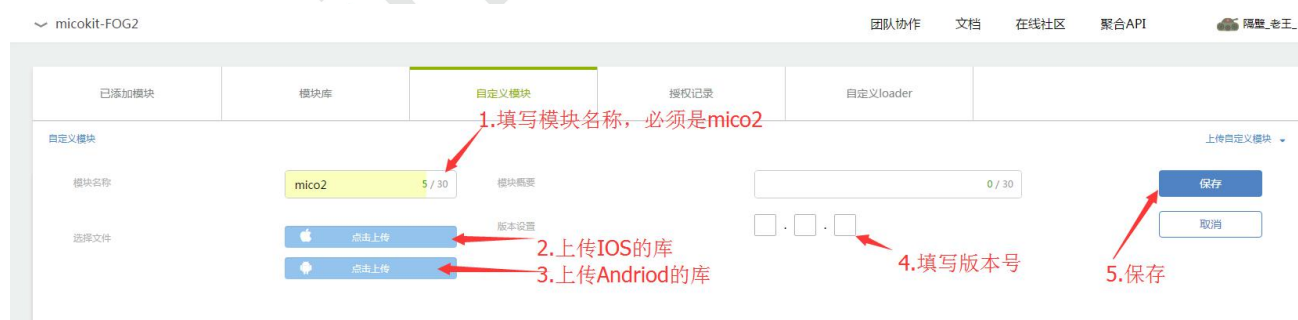 micokit-FOG2 团队协作 文档 在线社区 聚合API 隔壁_老王_
已添加模块 模块库 自定义模块 授权记录 自定义loader
1.填写模块名称，必须是mico2
自定义模块 上传自定义模块
模块名称 mico2 5 / 30 模块概要 0 / 30 保存
选择文件 点击上传 版本设置 . . 取消
2.上传IOS的库
4.填写版本号
点击上传
3.上传Andriod的库
5.保存